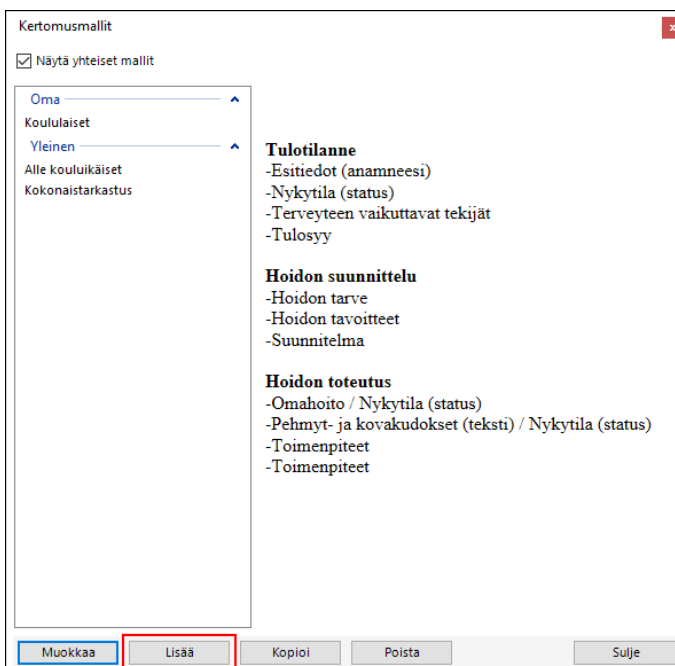 Kertomusmallit
x
Näytä yhteiset mallit
Oma
Koululaiset
Yleinen
Alle kouluikäiset
Kokonaistarkastus
Tulotilanne
-Esitiedot (anamneesi)
-Nykytila (status)
-Terveyteen vaikuttavat tekijät
-Tulosyy
Hoidon suunnittelu
-Hoidon tarve
-Hoidon tavoitteet
-Suunnitelma
Hoidon toteutus
-Omahoito / Nykytila (status)
-Pehmyt- ja kovakudokset (teksti) / Nykytila (status)
-Toimenpiteet
-Toimenpiteet
Muokkaa Lisää Kopioi Poista Sulje